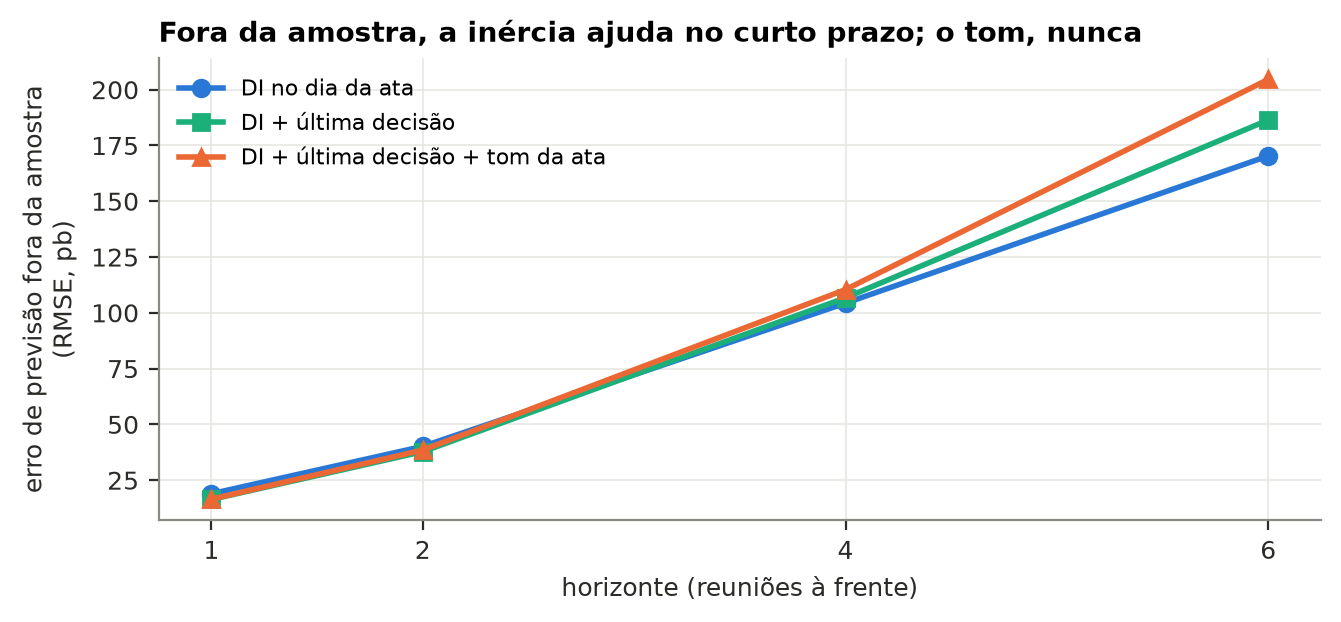 Fora da amostra, a inércia ajuda no curto prazo; o tom, nunca
DI no dia da ata
DI + última decisão
DI + última decisão + tom da ata
erro de previsão fora da amostra
(RMSE, pb)
200
175
150
125
100
75
50
25
1 2 4 6
horizonte (reuniões à frente)